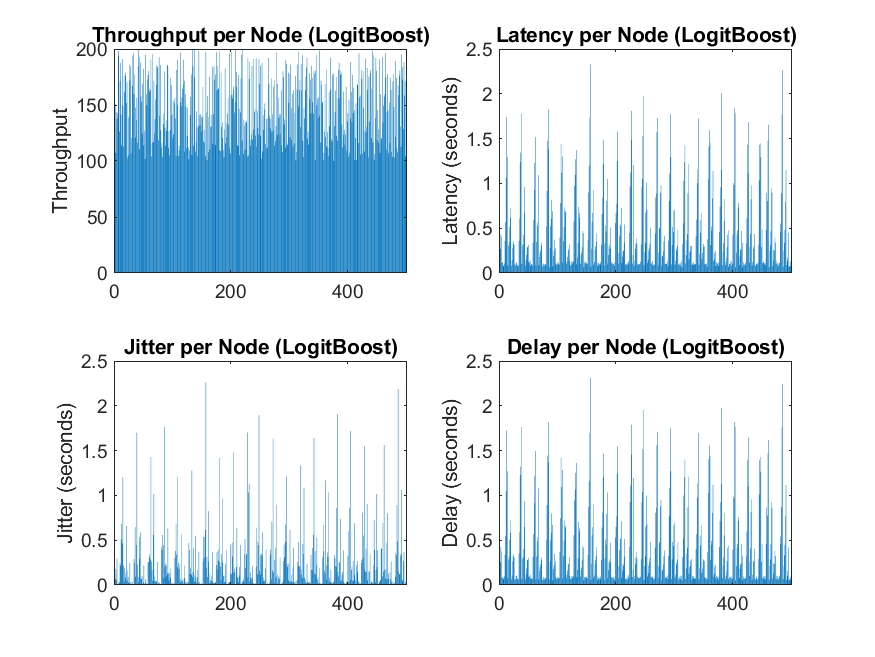 Throughput per Node (LogitBoost)
Throughput
200
150
100
50
0
0 200 400
Latency per Node (LogitBoost)
Latency (seconds)
2.5
2
1.5
1
0.5
0
0 200 400
Jitter per Node (LogitBoost)
Jitter (seconds)
2.5
2
1.5
1
0.5
0
0 200 400
Delay per Node (LogitBoost)
Delay (seconds)
2.5
2
1.5
1
0.5
0
0 200 400